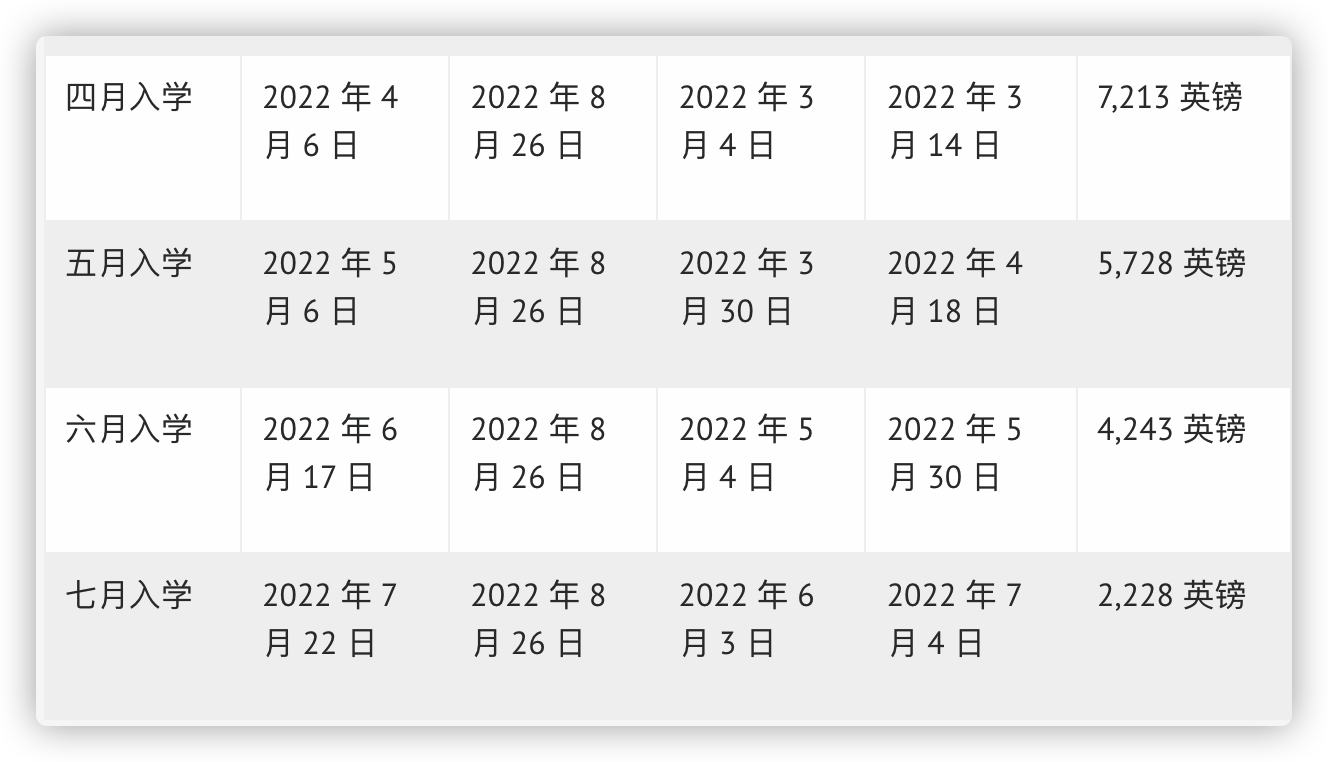 四月入学
2022 年 4
月 6 日
2022 年 8
月 26 日
2022 年 3
月 4 日
2022 年 3
月 14 日
7,213 英镑
五月入学
2022 年 5
月 6 日
2022 年 8
月 26 日
2022 年 3
月 30 日
2022 年 4
月 18 日
5,728 英镑
六月入学
2022 年 6
月 17 日
2022 年 8
月 26 日
2022 年 5
月 4 日
2022 年 5
月 30 日
4,243 英镑
七月入学
2022 年 7
月 22 日
2022 年 8
月 26 日
2022 年 6
月 3 日
2022 年 7
月 4 日
2,228 英镑